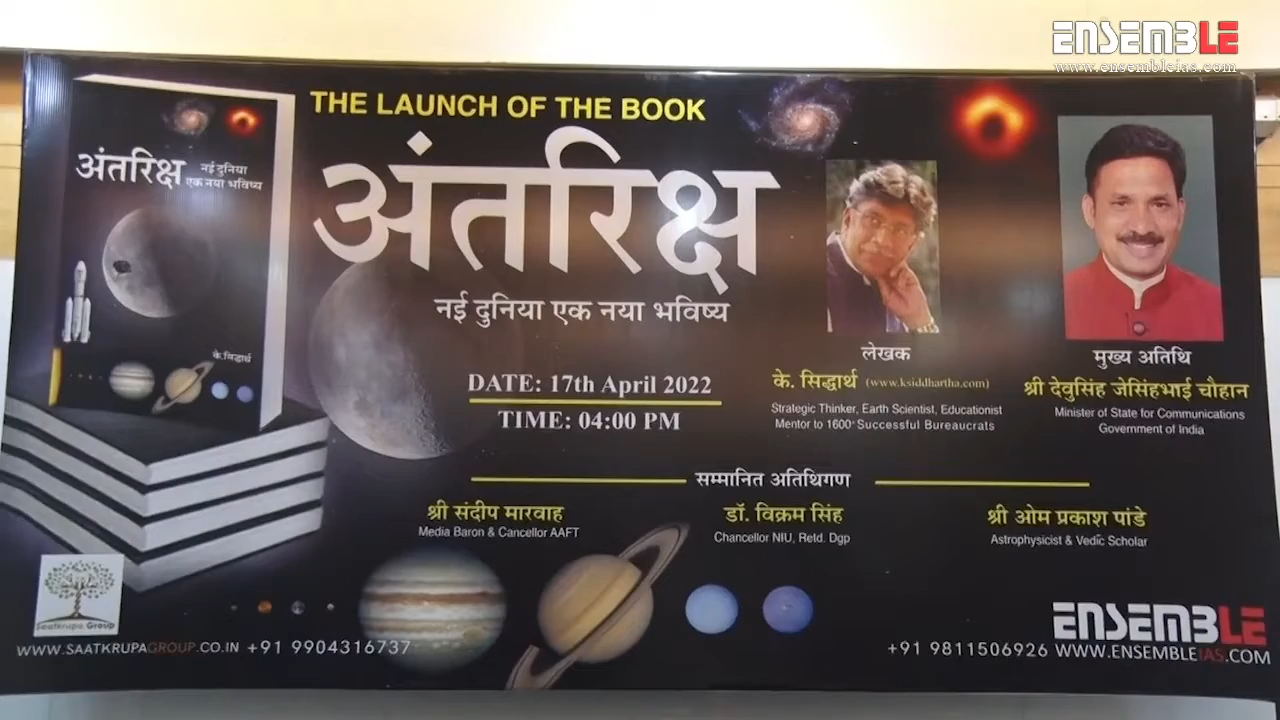 ENSEMBLE
www.ensembleias.com
THE LAUNCH OF THE BOOK
अंतरिक्ष
नई दुनिया एक नया भविष्य
अंतरिक्ष
नई दुनिया
एक नया भविष्य
के.सिद्धार्थ
DATE: 17th April 2022
TIME: 04:00 PM
लेखक
के. सिद्धार्थ (www.ksiddhartha.com)
Strategic Thinker, Earth Scientist, Educationist
Mentor to 1600+ Successful Bureaucrats
मुख्य अतिथि
श्री देवुसिंह जेसिंहभाई चौहान
Minister of State for Communications
Government of India
सम्मानित अतिथिगण
श्री संदीप मारवाह
Media Baron & Cancellor AAFT
डॉ. विक्रम सिंह
Chancellor NIU, Retd. Dgp
श्री ओम प्रकाश पांडे
Astrophysicist & Vedic Scholar
Saatkrupa Group
WWW.SAATKRUPAGROUP.CO.IN +91 9904316737
ENSEMBLE
+91 9811506926 WWW.ENSEMBLEIAS.COM